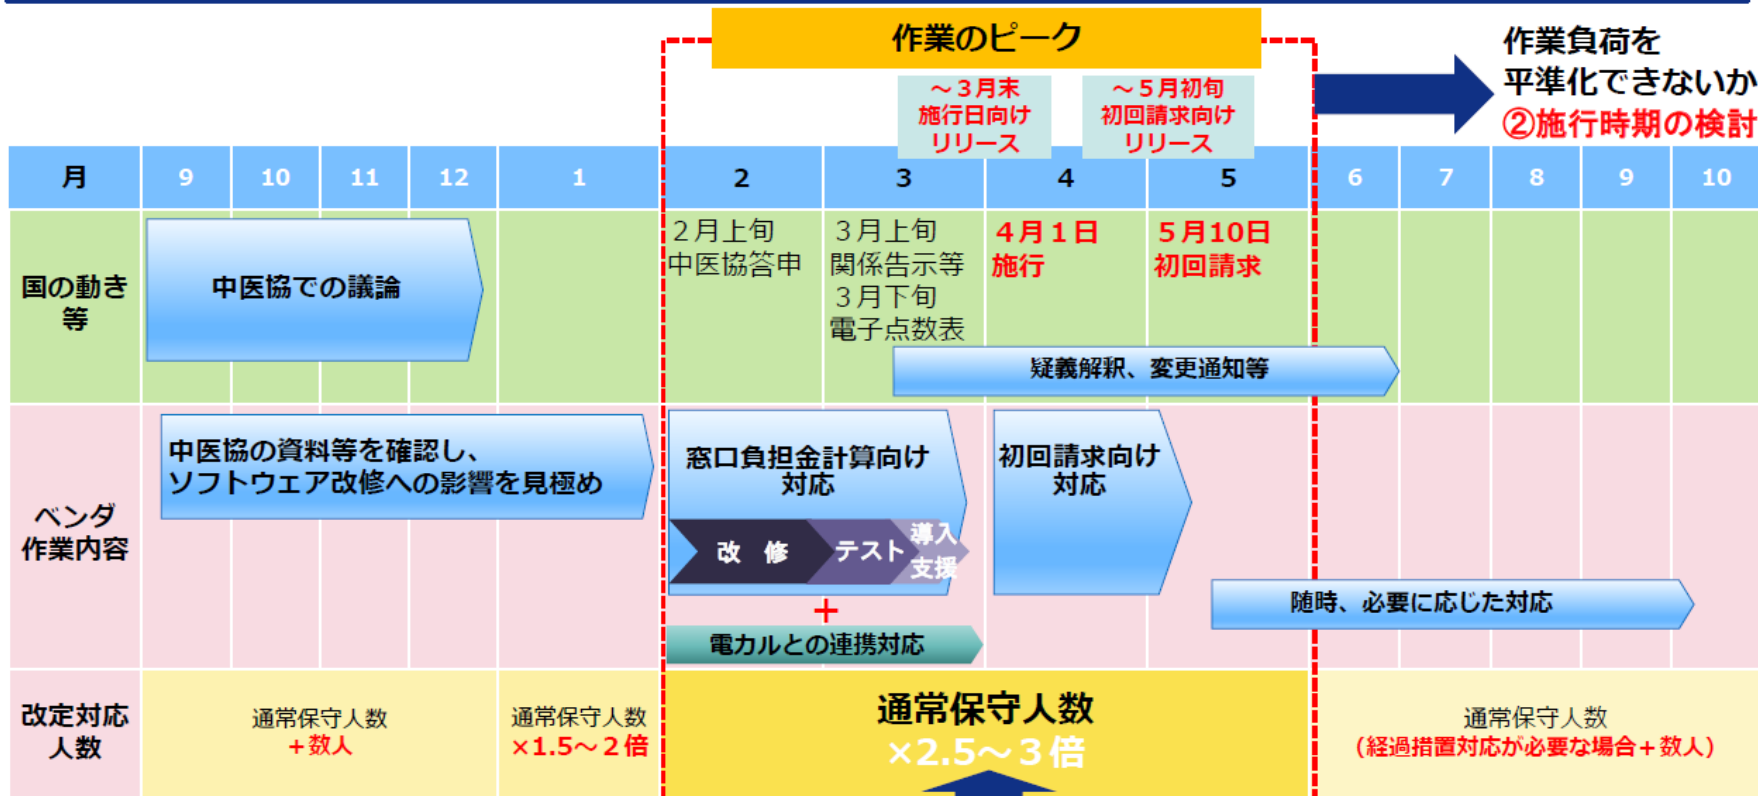 作業のピーク
作業負荷を
平準化できないか
②施行時期の検討
～３月末
施行日向け
リリース
～５月初旬
初回請求向け
リリース
月 9 10 11 12 1 2 3 4 5 6 7 8 9 10
国の動き
等
中医協での議論
２月上旬
中医協答申
３月上旬
関係告示等
３月下旬
電子点数表
４月１日
施行
５月10日
初回請求
疑義解釈、変更通知等
ベンダ
作業内容
中医協の資料等を確認し、
ソフトウェア改修への影響を見極め
窓口負担金計算向け
対応
改 修
テスト
導入
支援
＋
電カルとの連携対応
初回請求向け
対応
随時、必要に応じた対応
改定対応
人数
通常保守人数
＋数人
通常保守人数
×1.5～２倍
通常保守人数
×2.5～３倍
通常保守人数
（経過措置対応が必要な場合＋数人）